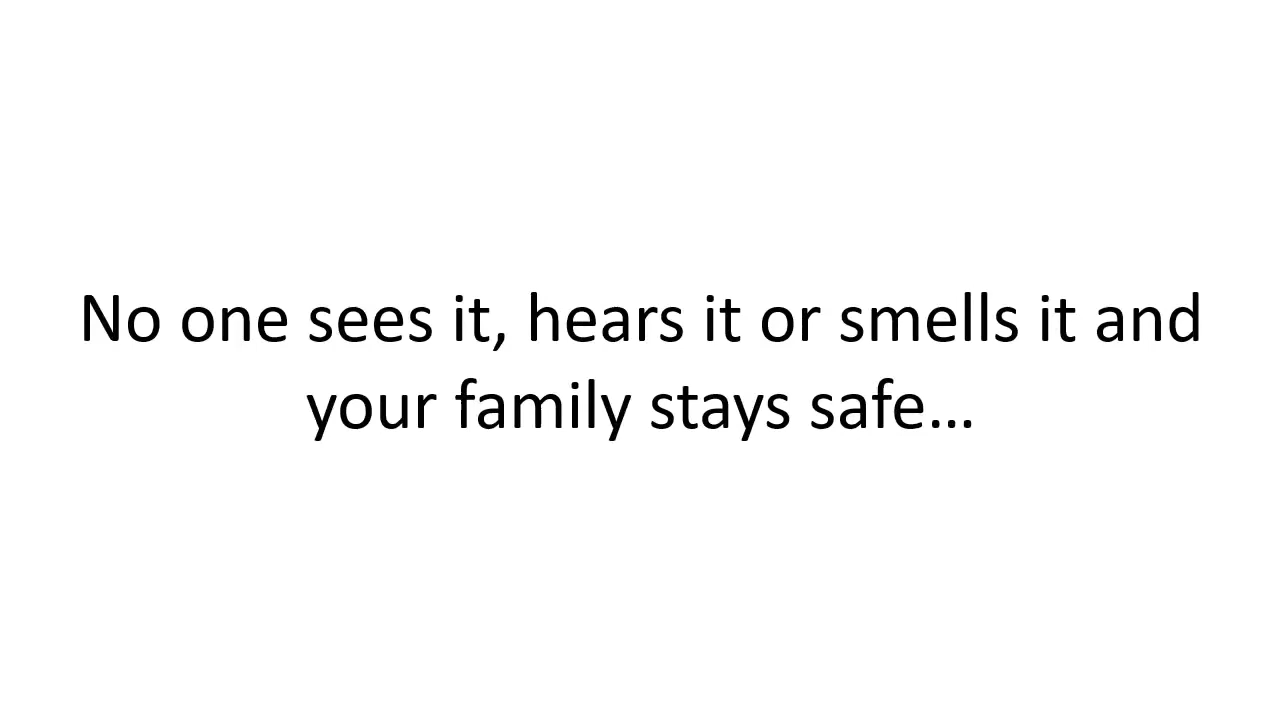 No one sees it, hears it or smells it and
your family stays safe…